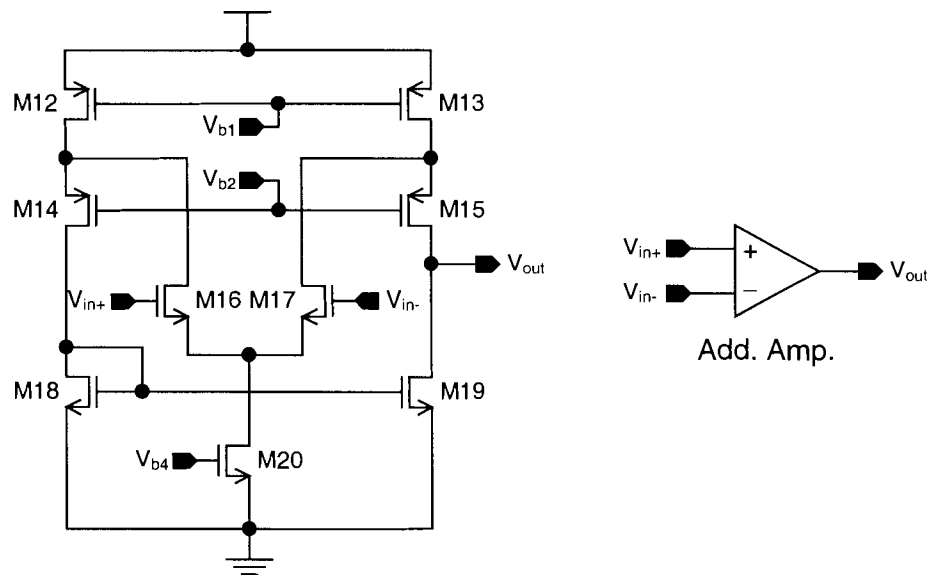 M12
M13
Vb1
Vb2
M14
M15
Vin+
M16 M17
Vin-
Vout
M18
M19
Vb4
M20
Vin+
Vin-
+
−
Vout
Add. Amp.